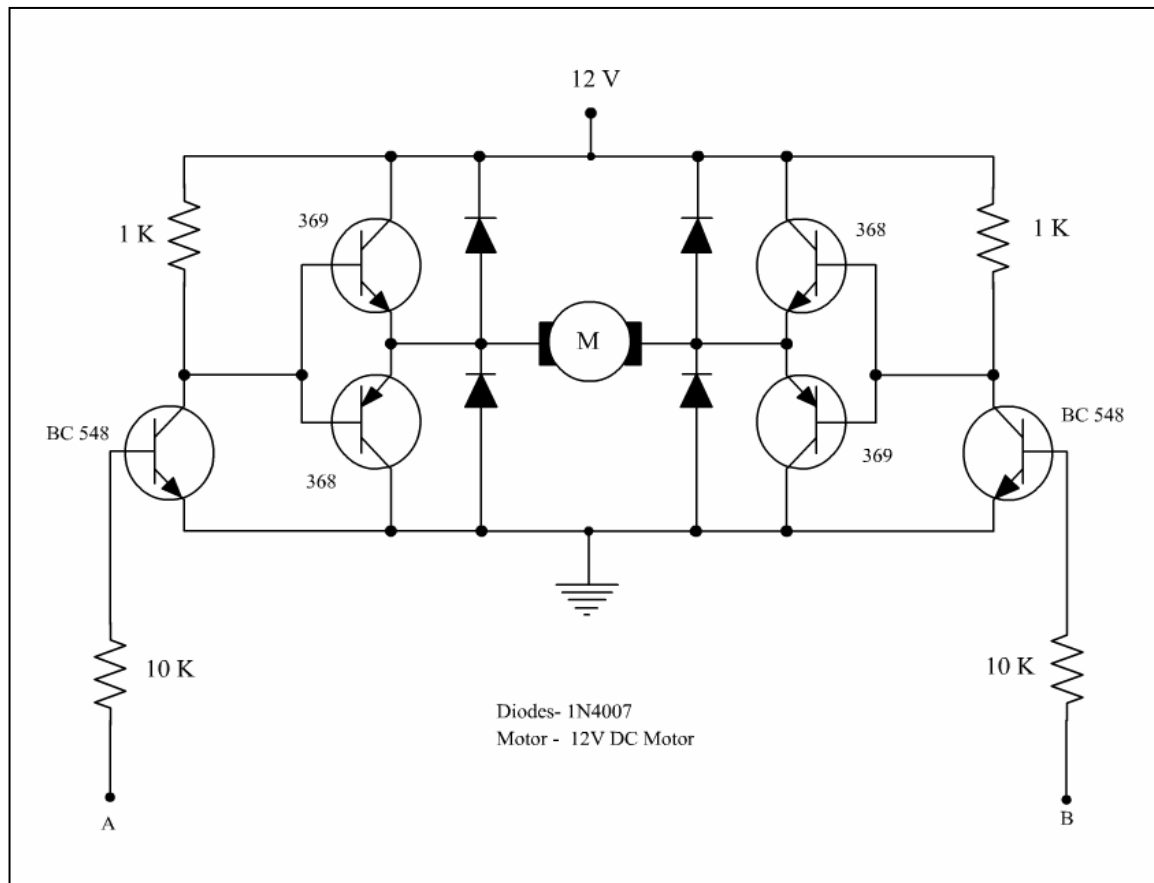 12 V
369
368
1 K
1 K
M
BC 548
BC 548
368
369
10 K
10 K
Diodes- 1N4007
Motor - 12V DC Motor
A
B